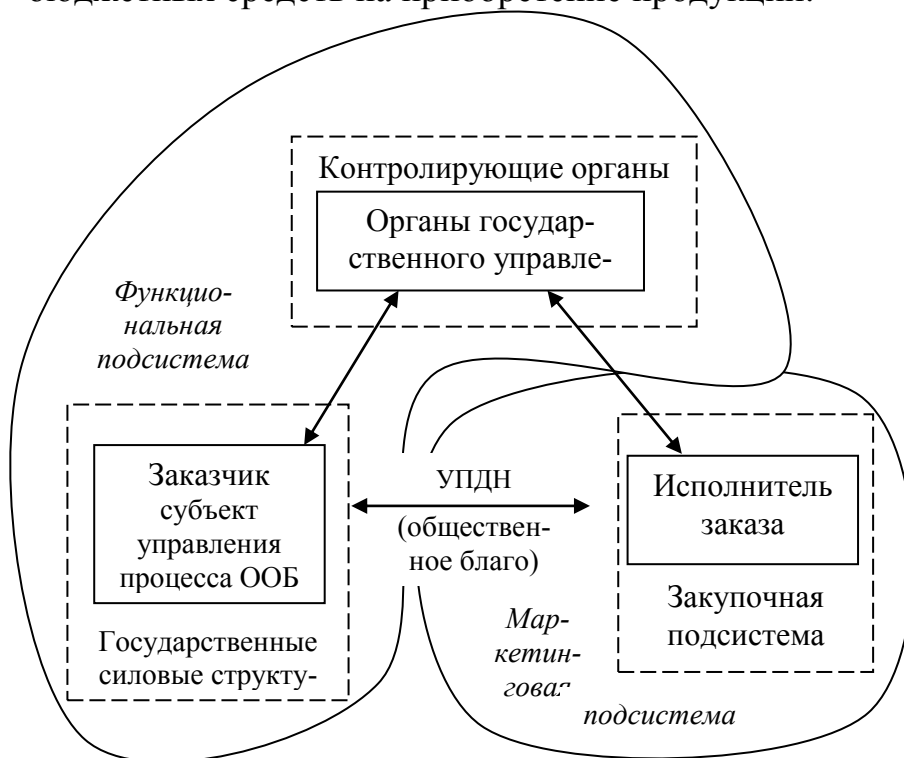 бюджетных средств на приобретение продукции.
Контролирующие органы
Органы государ-
ственного управле-
Функцио-
нальная
подсистема
Заказчик
субъект
управления
процесса ООБ
Государственные
силовые структу-
УПДН
(обществен-
ное благо)
Исполнитель
заказа
Закупочная
подсистема
Мар-
кетин-
говая
подсистема